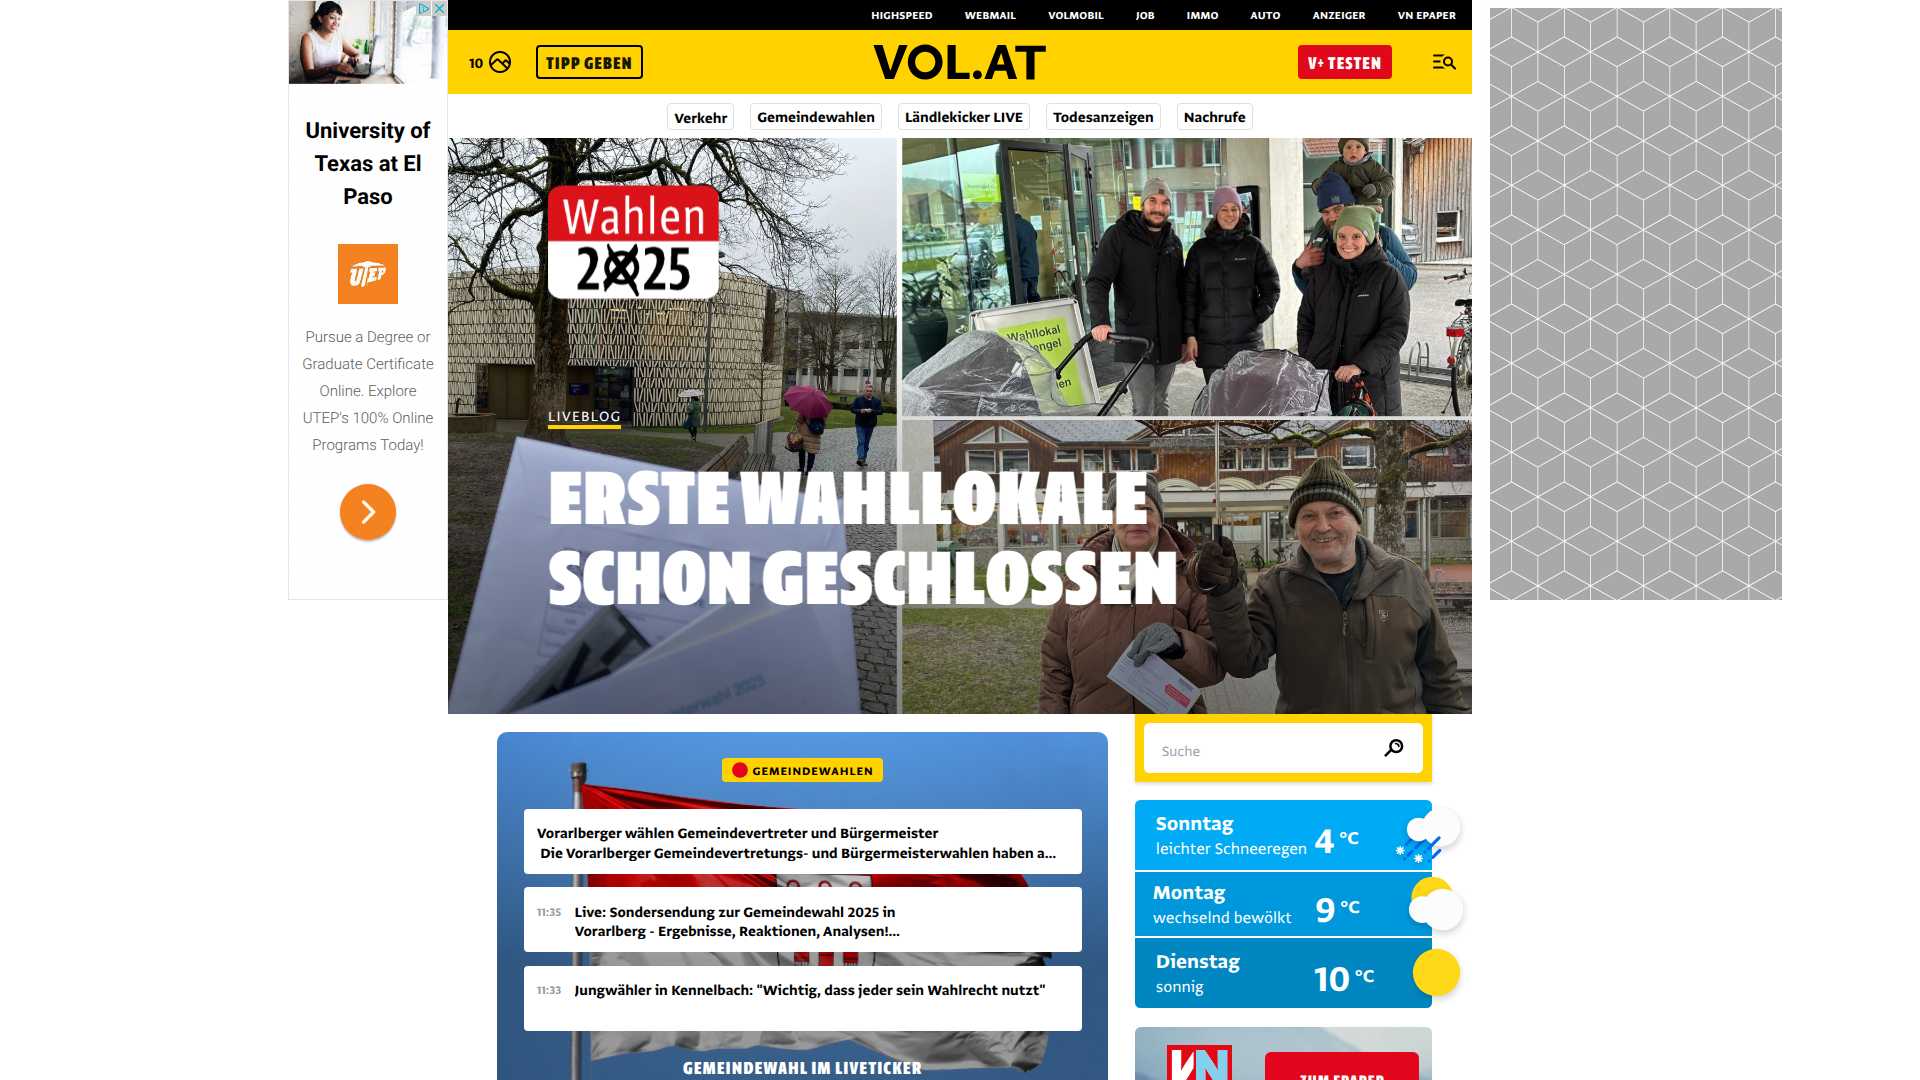 HIGHSPEED
WEBMAIL
VOLMOBIL
JOB
IMMO
AUTO
ANZEIGER
VN EPAPER
10
TIPP GEBEN
VOL.AT
V+ TESTEN
Verkehr
Gemeindewahlen
Ländlekicker LIVE
Todesanzeigen
Nachrufe
University of
Texas at El
Paso
UTEP
Pursue a Degree or
Graduate Certificate
Online. Explore
UTEP's 100% Online
Programs Today!
Wahlen
2025
Wahllokal
LIVEBLOG
ERSTE WAHLLOKALE
SCHON GESCHLOSSEN
GEMEINDEWAHLEN
Vorarlberger wählen Gemeindevertreter und Bürgermeister
Die Vorarlberger Gemeindevertretungs- und Bürgermeisterwahlen haben a...
11:35
Live: Sondersendung zur Gemeindewahl 2025 in
Vorarlberg - Ergebnisse, Reaktionen, Analysen!...
11:33
Jungwähler in Kennelbach: "Wichtig, dass jeder sein Wahlrecht nutzt"
GEMEINDEWAHL IM LIVETICKER
Suche
Sonntag
leichter Schneeregen
4 °C
Montag
wechselnd bewölkt
9 °C
Dienstag
sonnig
10 °C
VN
ZUM EPAPER